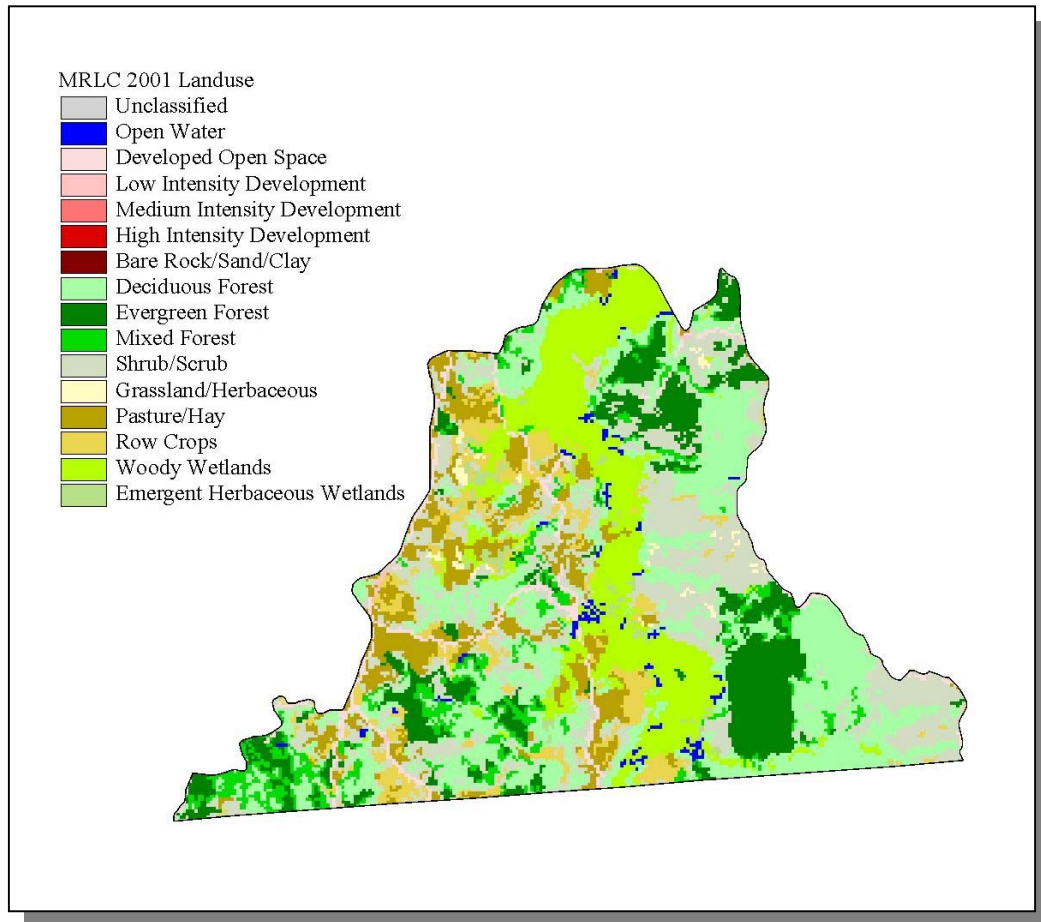 MRLC 2001 Landuse
Unclassified
Open Water
Developed Open Space
Low Intensity Development
Medium Intensity Development
High Intensity Development
Bare Rock/Sand/Clay
Deciduous Forest
Evergreen Forest
Mixed Forest
Shrub/Scrub
Grassland/Herbaceous
Pasture/Hay
Row Crops
Woody Wetlands
Emergent Herbaceous Wetlands